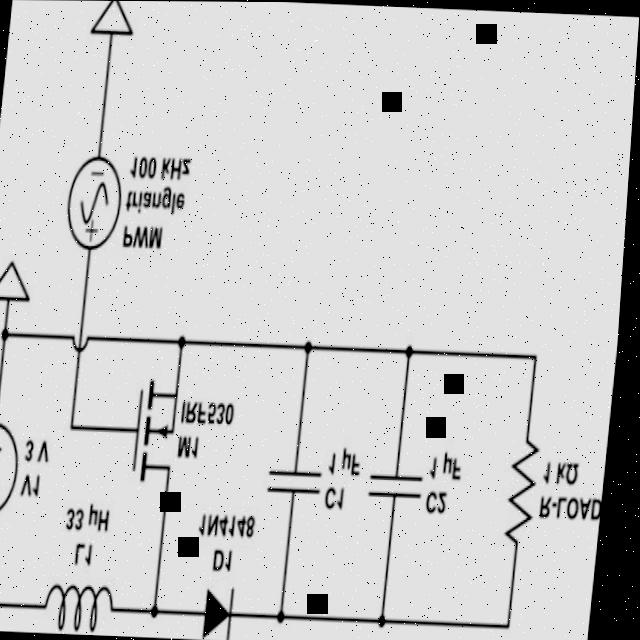 100 kHz
triangle
PWM
IRF530
M1
3 V
V1
1 µF
C1
1 µF
C2
1 kΩ
R-LOAD
33 µH
L1
1N4148
D1